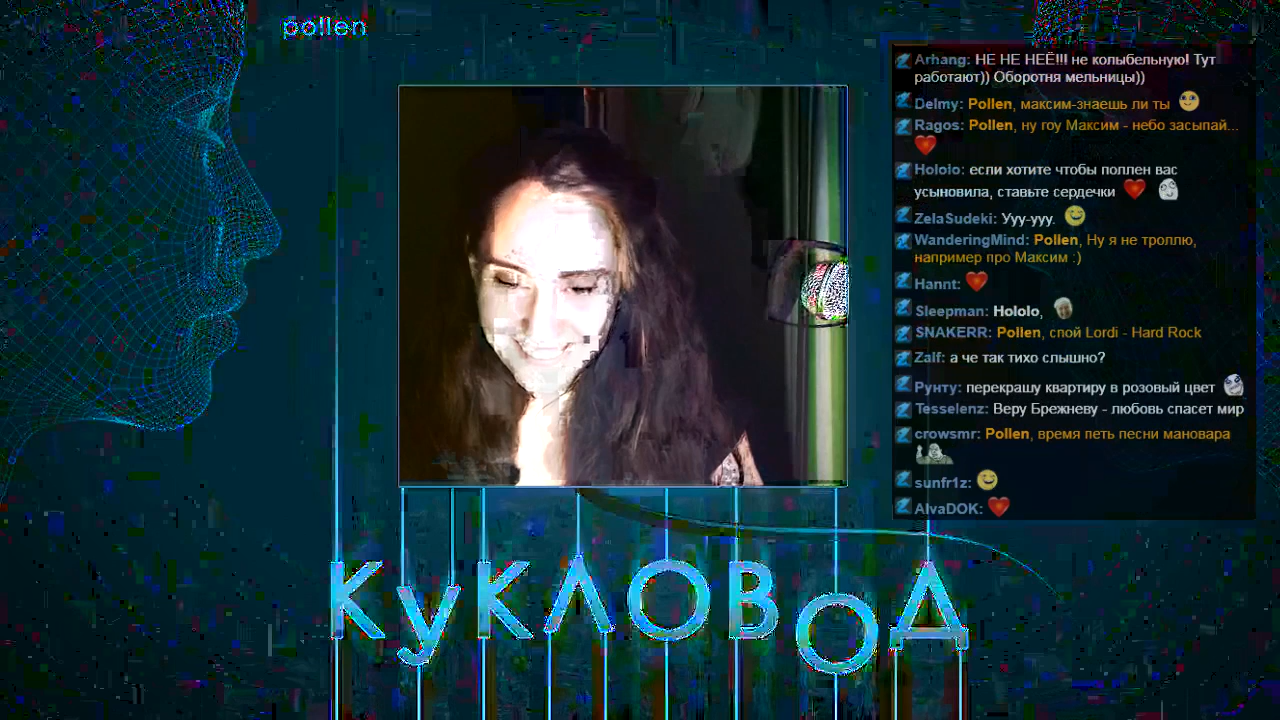 pollen
Arhang: НЕ НЕ НЕЁ!!! не колыбельную! Тут
работают)) Оборотня мельницы))
Delmy: Pollen, максим-знаешь ли ты
Ragos: Pollen, ну гоу Максим - небо засыпай...
Hololo: если хотите чтобы поллен вас
усыновила, ставьте сердечки
ZelaSudeki: Ууу-ууу.
WanderingMind: Pollen, Ну я не троллю,
например про Максим :)
Hannt:
Sleepman: Hololo,
SNAKERR: Pollen, спой Lordi - Hard Rock
Zalf: а че так тихо слышно?
Рунту: перекрашу квартиру в розовый цвет
Tesselenz: Веру Брежневу - любовь спасет мир
crowsmr: Pollen, время петь песни мановара
sunfr1z:
AlvaDOK:
КУКЛОВОД